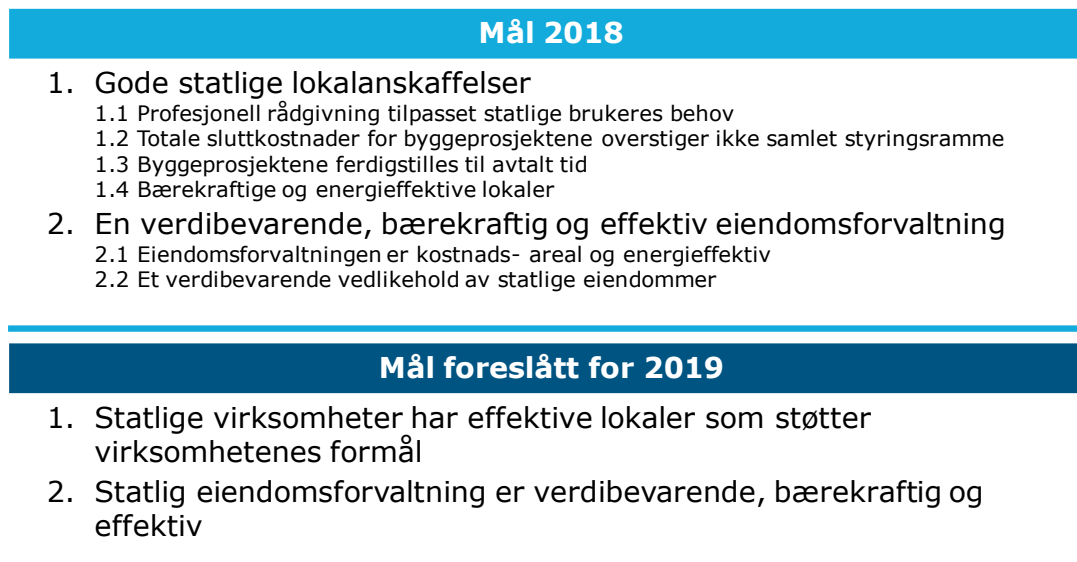 Mål 2018
1. Gode statlige lokalanskaffelser
1.1 Profesjonell rådgivning tilpasset statlige brukeres behov
1.2 Totale sluttkostnader for byggeprosjektene overstiger ikke samlet styringsramme
1.3 Byggeprosjektene ferdigstilles til avtalt tid
1.4 Bærekraftige og energieffektive lokaler
2. En verdibevarende, bærekraftig og effektiv eiendomsforvaltning
2.1 Eiendomsforvaltningen er kostnads- areal og energieffektiv
2.2 Et verdibevarende vedlikehold av statlige eiendommer
Mål foreslått for 2019
1. Statlige virksomheter har effektive lokaler som støtter
virksomhetenes formål
2. Statlig eiendomsforvaltning er verdibevarende, bærekraftig og
effektiv